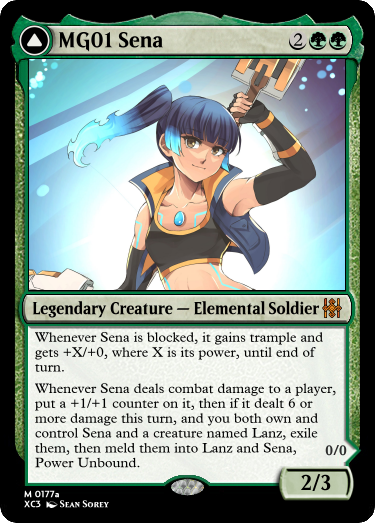 MG01 Sena 2
Legendary Creature — Elemental Soldier
Whenever Sena is blocked, it gains trample and
gets +X/+0, where X is its power, until end of
turn.
Whenever Sena deals combat damage to a player,
put a +1/+1 counter on it, then if it dealt 6 or
more damage this turn, and you both own and
control Sena and a creature named Lanz, exile
them, then meld them into Lanz and Sena,
Power Unbound.
0/0
2/3
M 0177a
XC3 Sean Sorey